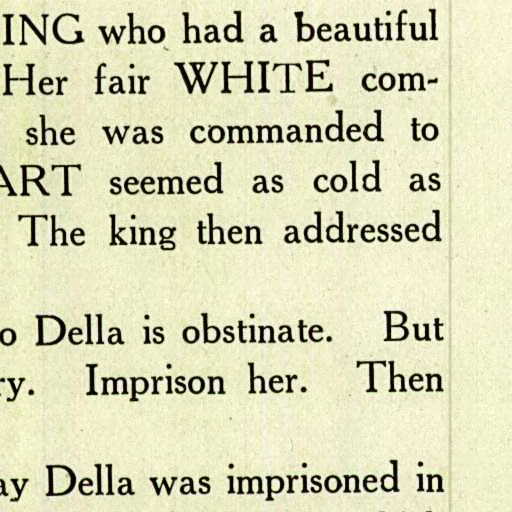 ING who had a beautiful
Her fair WHITE com-
she was commanded to
ART seemed as cold as
The king then addressed
o Della is obstinate. But
ry. Imprison her. Then
ay Della was imprisoned in